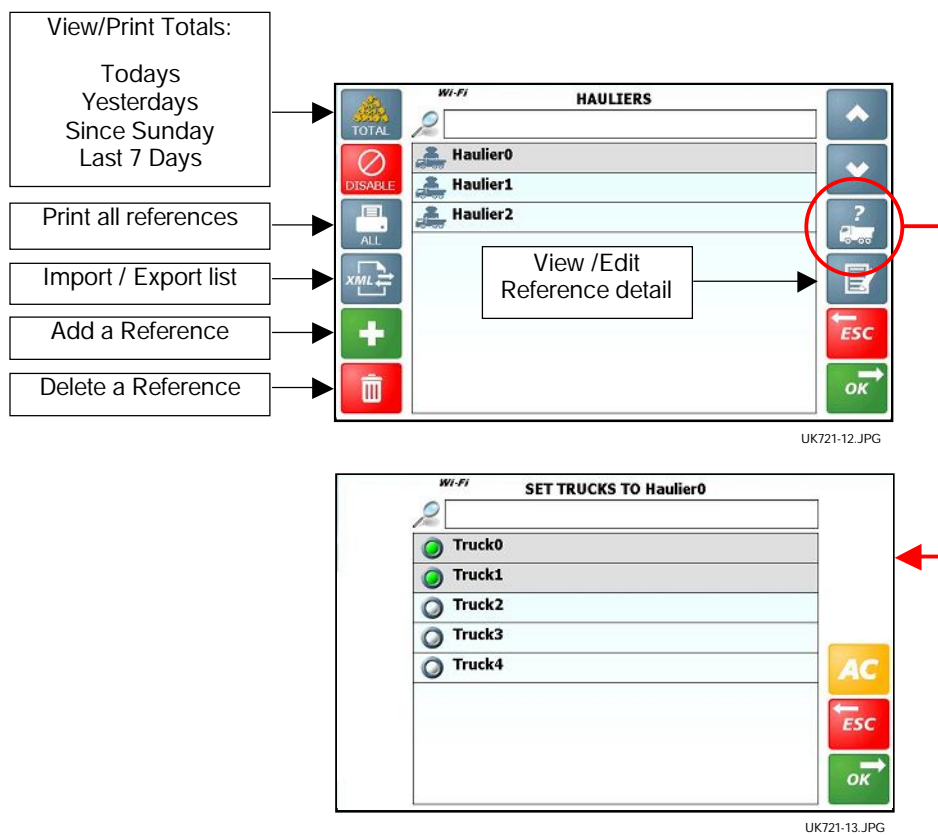 View/Print Totals:
Todays
Yesterdays
Since Sunday
Last 7 Days
Print all references
Import / Export list
Add a Reference
Delete a Reference
Wi-Fi
HAULIERS
TOTAL
DISABLE
ALL
XML
Haulier0
Haulier1
Haulier2
View /Edit
Reference detail
?
ESC
OK
UK721-12.JPG
Wi-Fi
SET TRUCKS TO Haulier0
Truck0
Truck1
Truck2
Truck3
Truck4
AC
ESC
OK
UK721-13.JPG